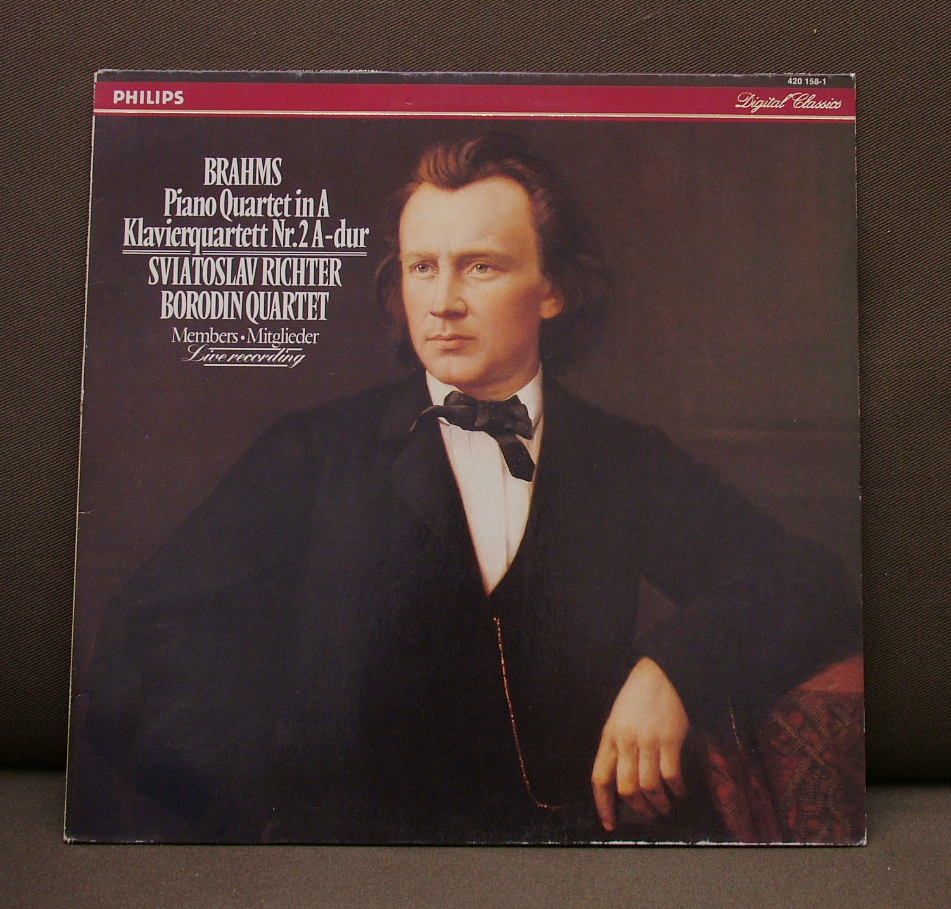 420 158-1
PHILIPS
Digital Classics
BRAHMS
Piano Quartet in A
Klavierquartett Nr.2 A-dur
SVIATOSLAV RICHTER
BORODIN QUARTET
Members • Mitglieder
Live recording